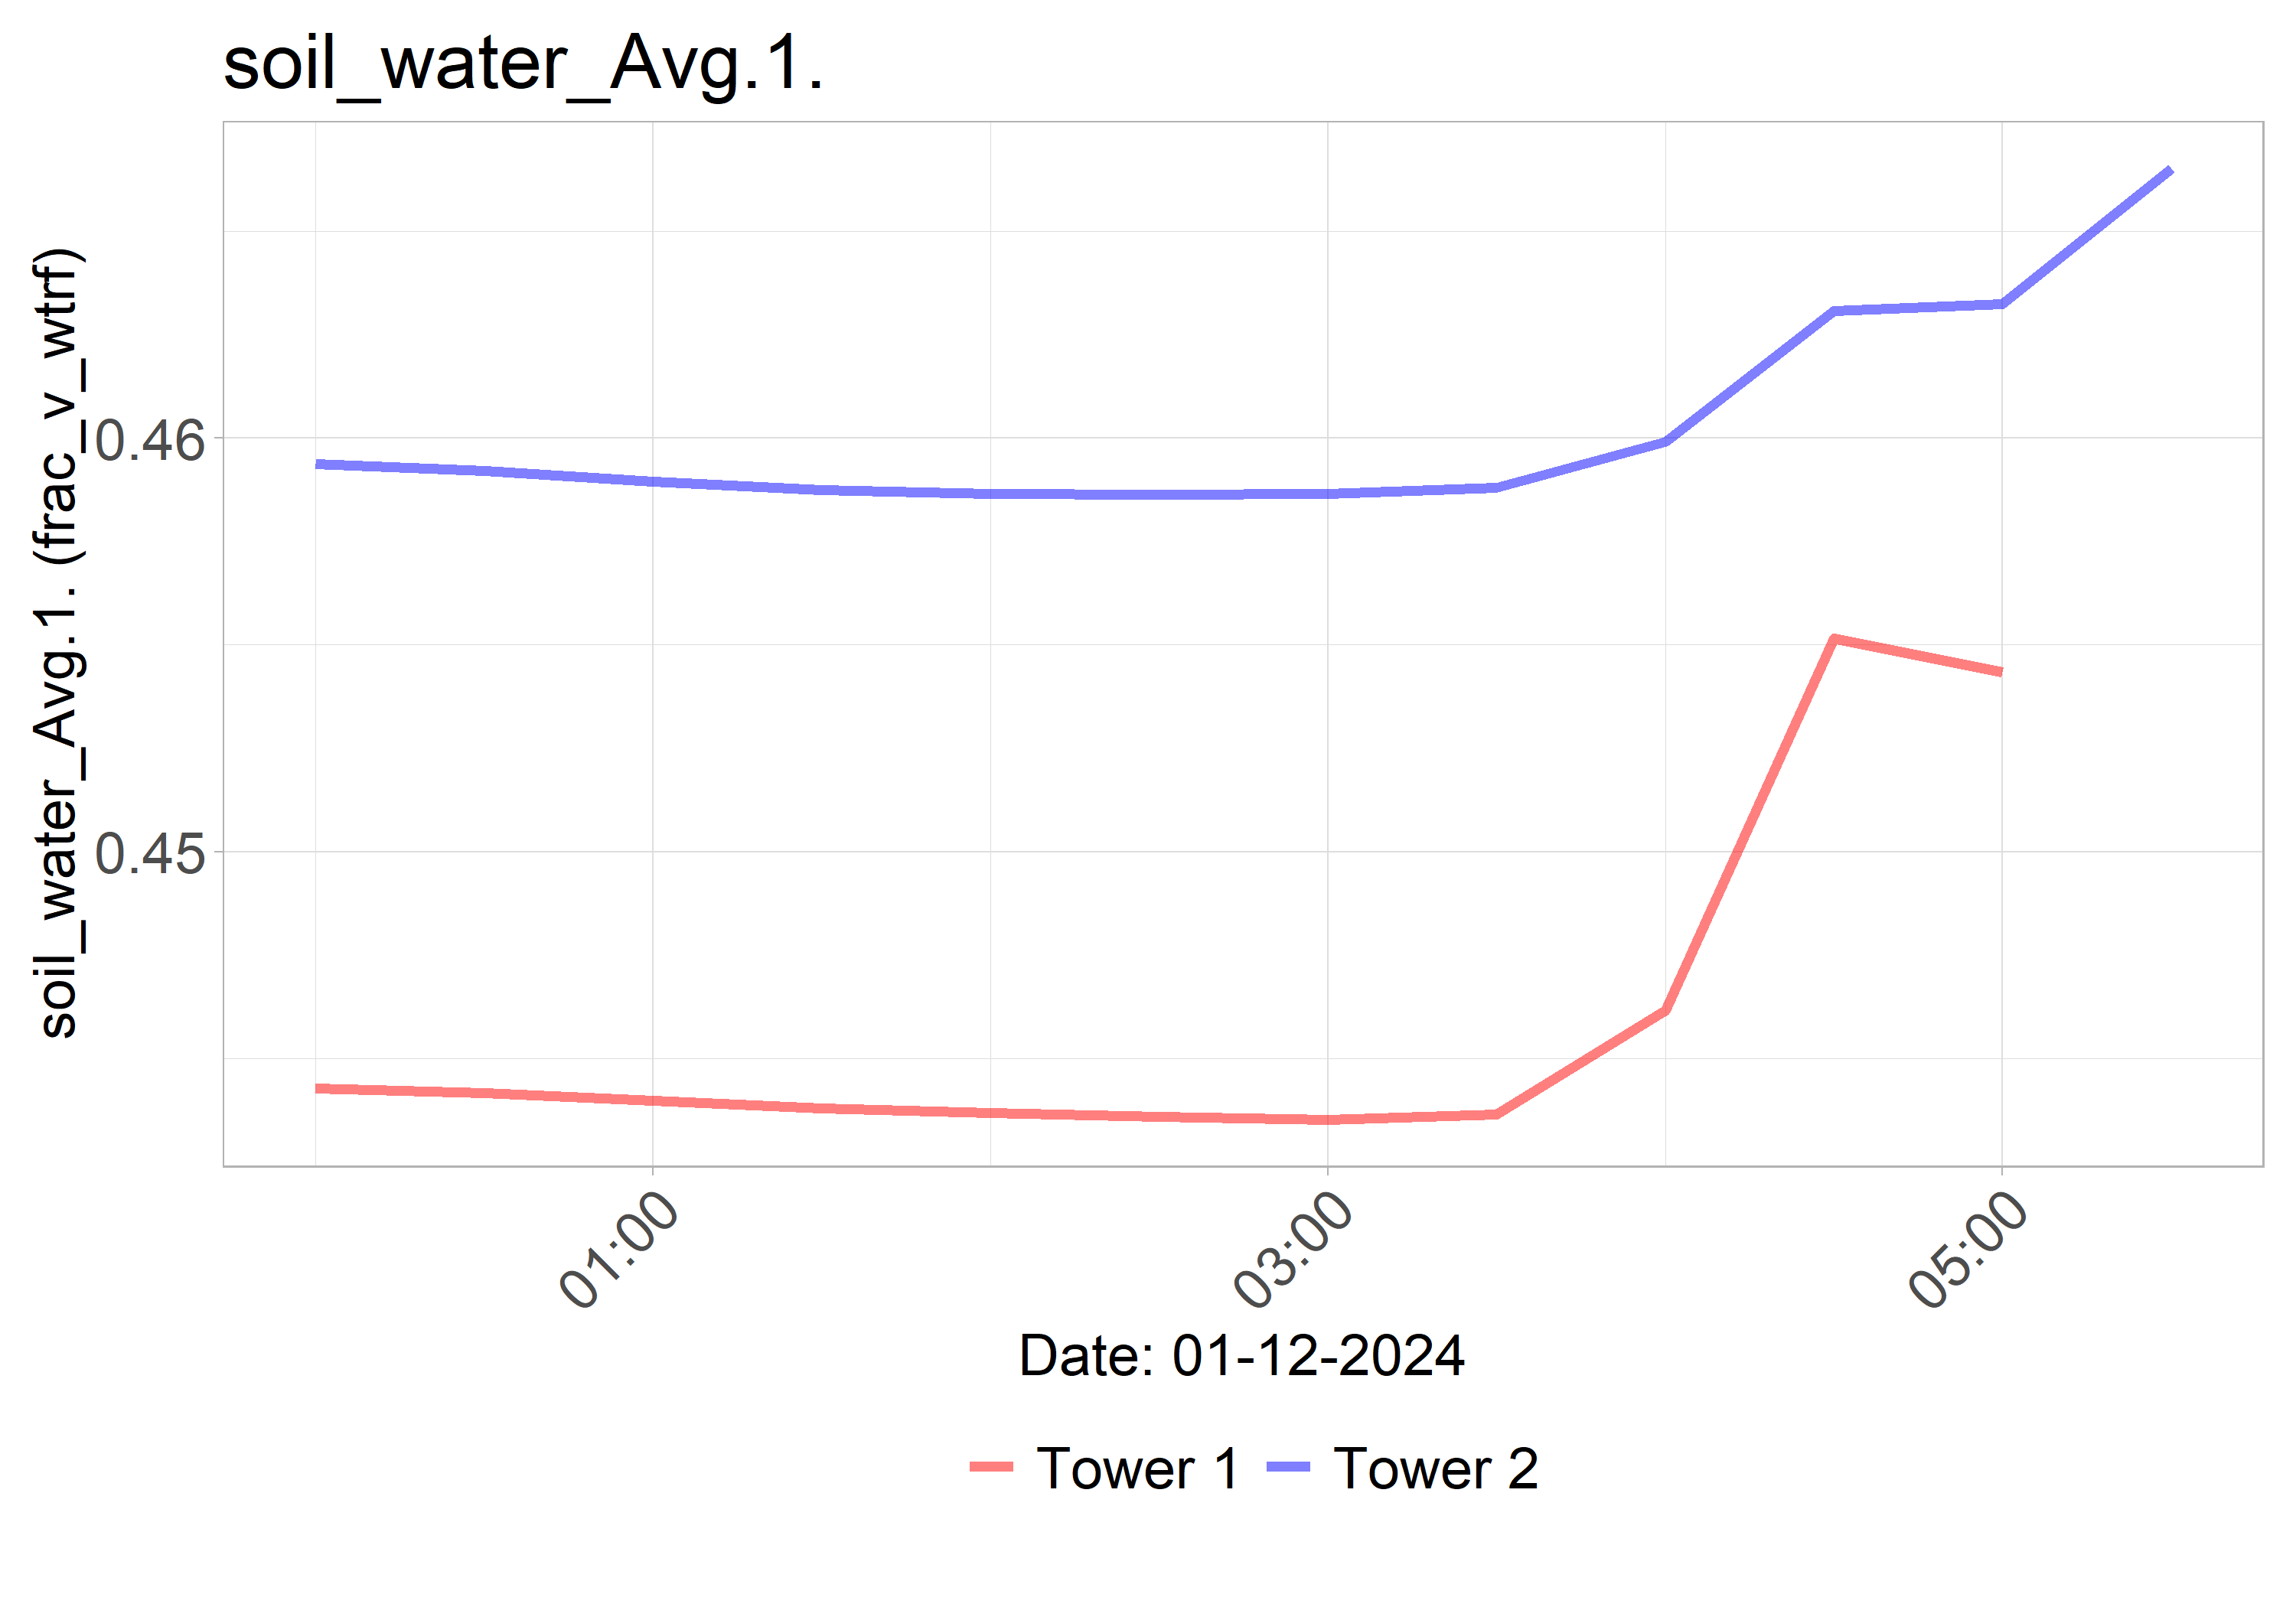 soil_water_Avg.1.
soil_water_Avg.1. (frac_v_wtrf)
0.46
0.45
01:00
03:00
05:00
Date: 01-12-2024
Tower 1
Tower 2